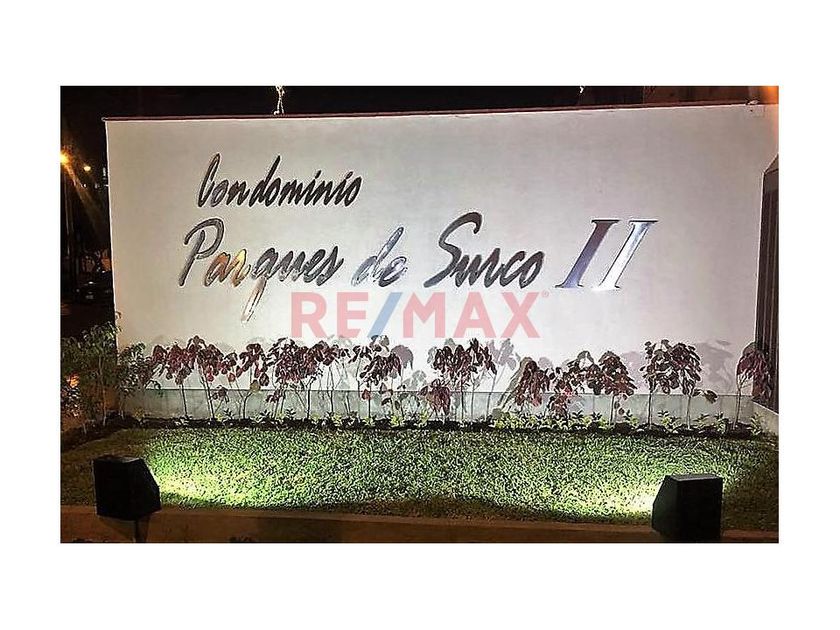 Condominio
Parques de Surco II
RE/MAX®